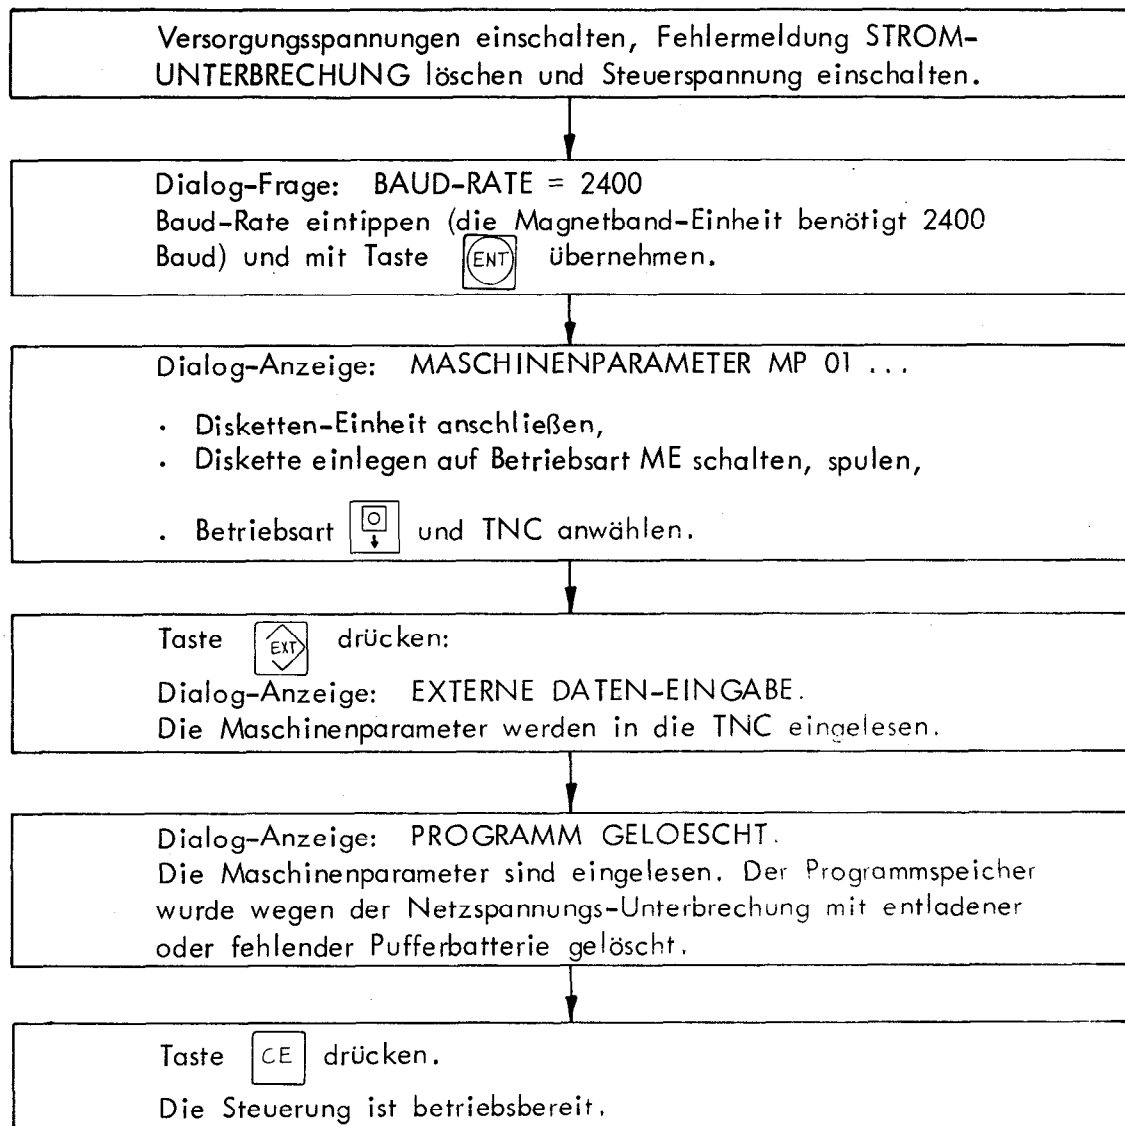 Versorgungsspannungen einschalten, Fehlermeldung STROM-
UNTERBRECHUNG löschen und Steuerspannung einschalten.
Dialog-Frage: BAUD-RATE = 2400
Baud-Rate eintippen (die Magnetband-Einheit benötigt 2400
Baud) und mit Taste ENT übernehmen.
Dialog-Anzeige: MASCHINENPARAMETER MP 01 ...
· Disketten-Einheit anschließen,
· Diskette einlegen auf Betriebsart ME schalten, spulen,
. Betriebsart und TNC anwählen.
Taste EXT drücken:
Dialog-Anzeige: EXTERNE DATEN-EINGABE.
Die Maschinenparameter werden in die TNC eingelesen.
Dialog-Anzeige: PROGRAMM GELOESCHT.
Die Maschinenparameter sind eingelesen. Der Programmspeicher
wurde wegen der Netzspannungs-Unterbrechung mit entladener
oder fehlender Pufferbatterie gelöscht.
Taste CE drücken.
Die Steuerung ist betriebsbereit.